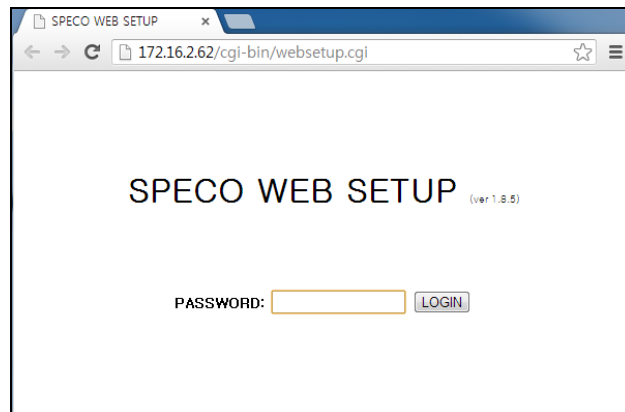 SPECO WEB SETUP
172.16.2.62/cgi-bin/websetup.cgi
SPECO WEB SETUP (ver 1.8.5)
PASSWORD: LOGIN